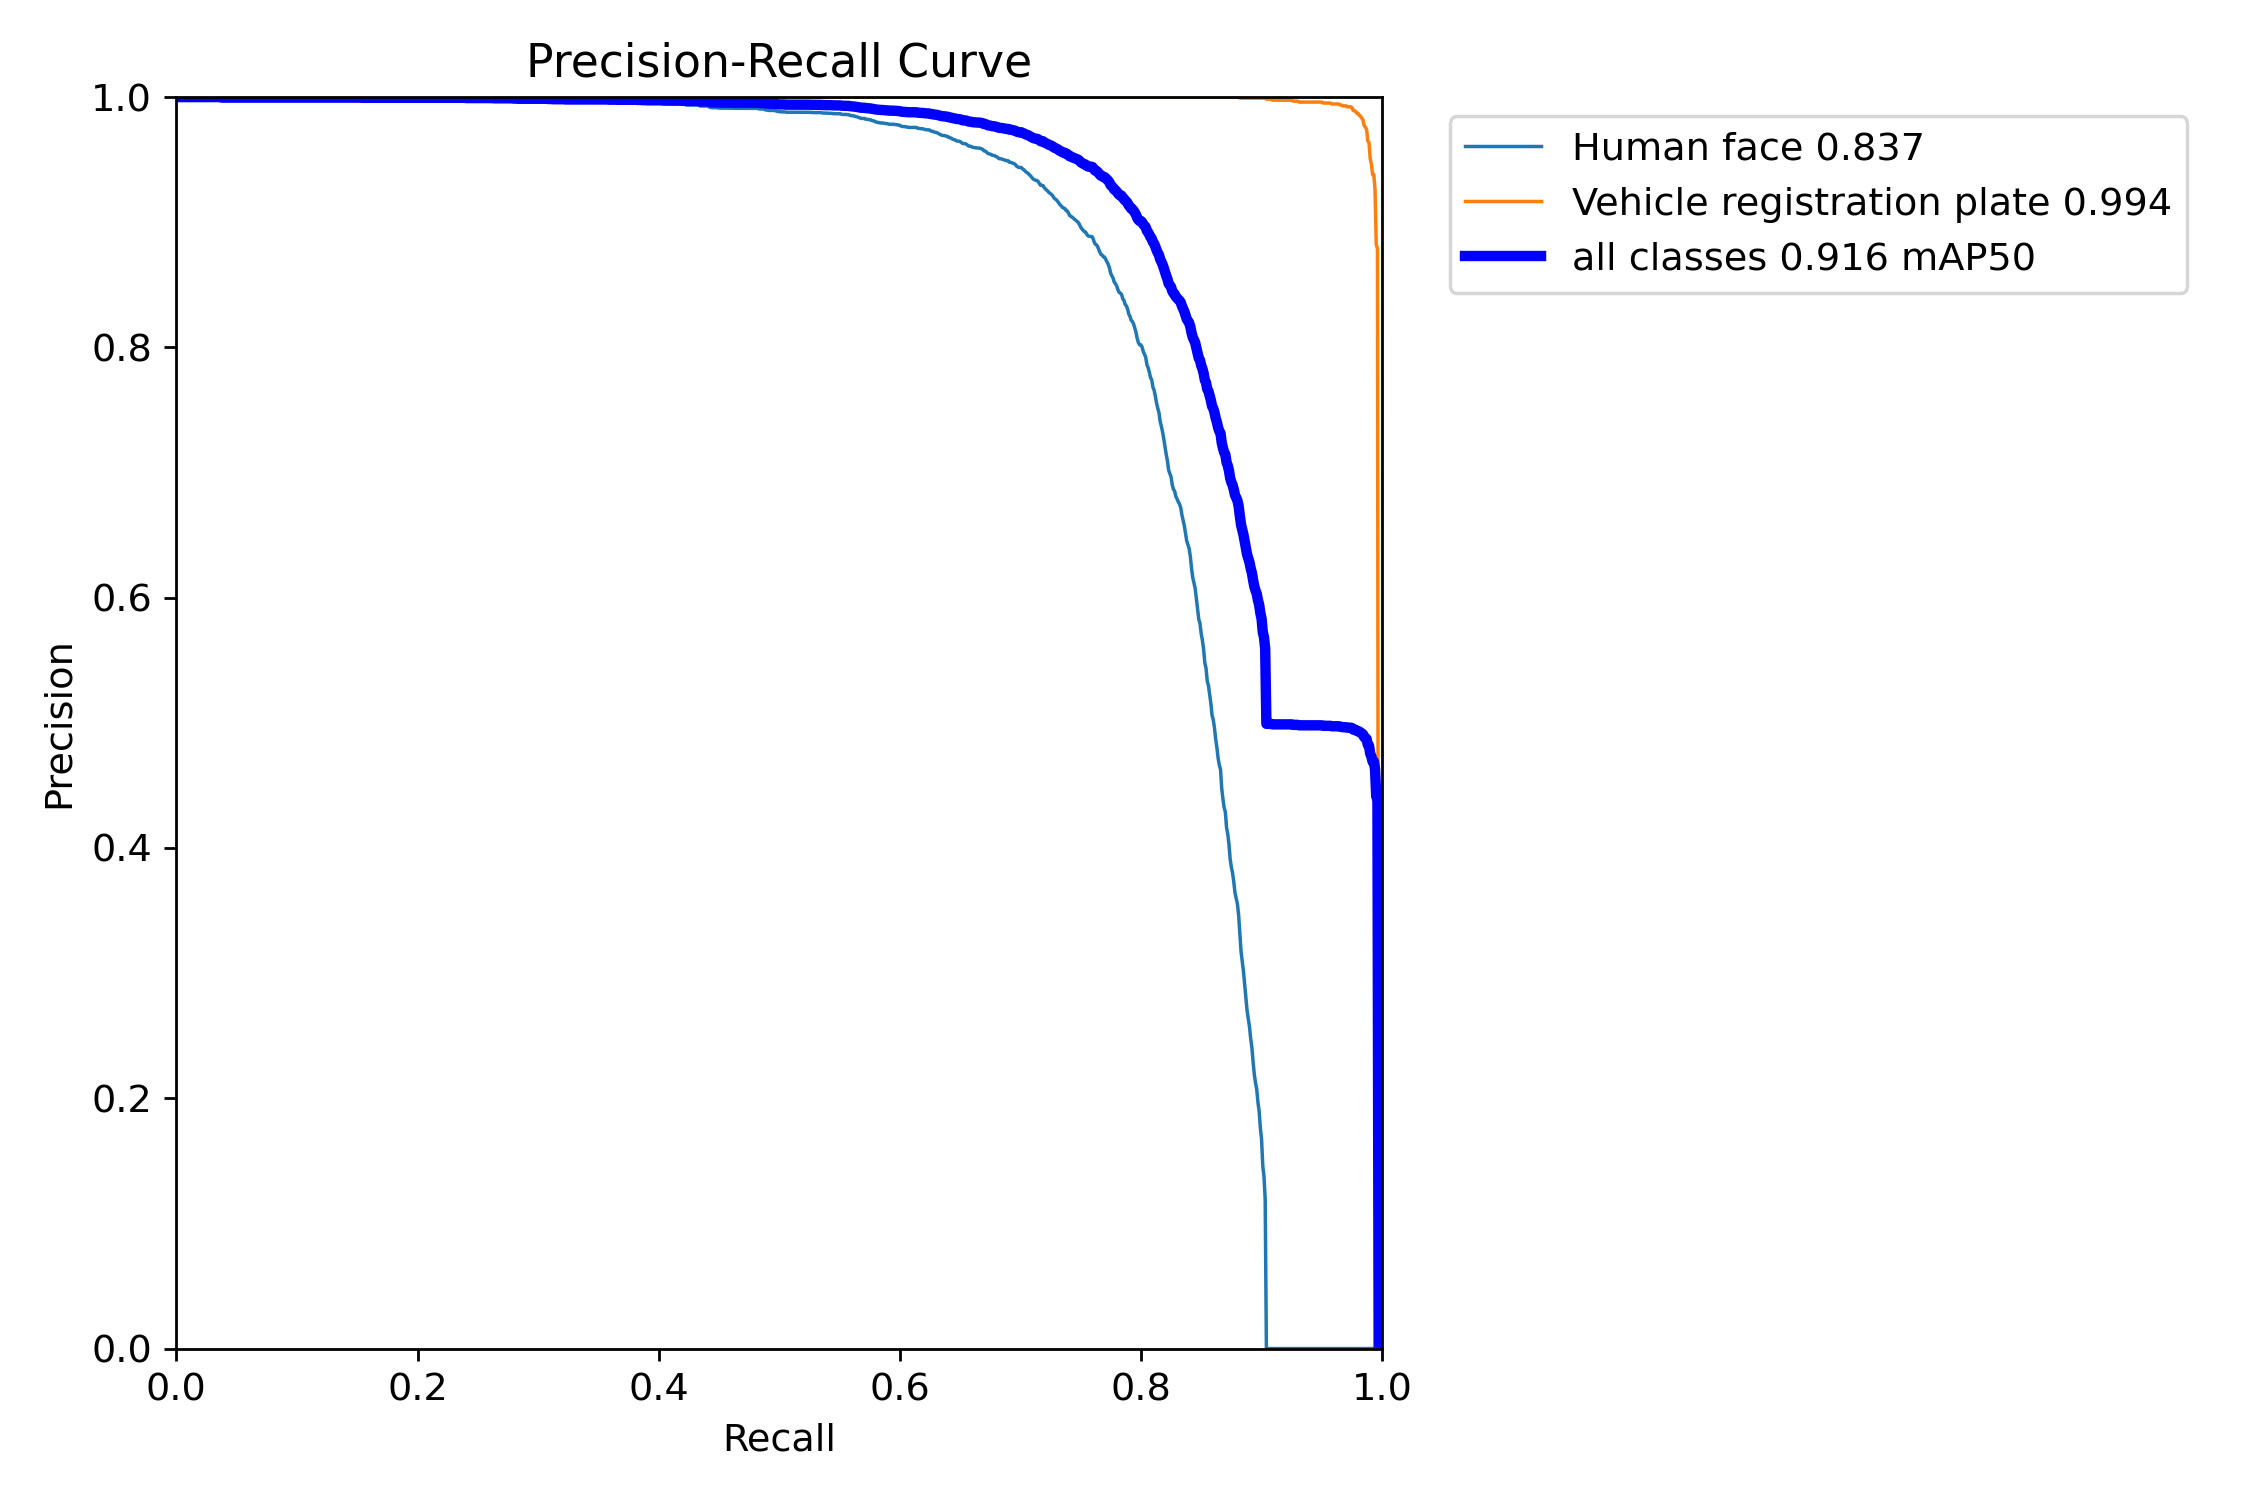 Precision-Recall Curve
Human face 0.837
Vehicle registration plate 0.994
all classes 0.916 mAP50
Precision
1.0
0.8
0.6
0.4
0.2
0.0
0.0 0.2 0.4 0.6 0.8 1.0
Recall